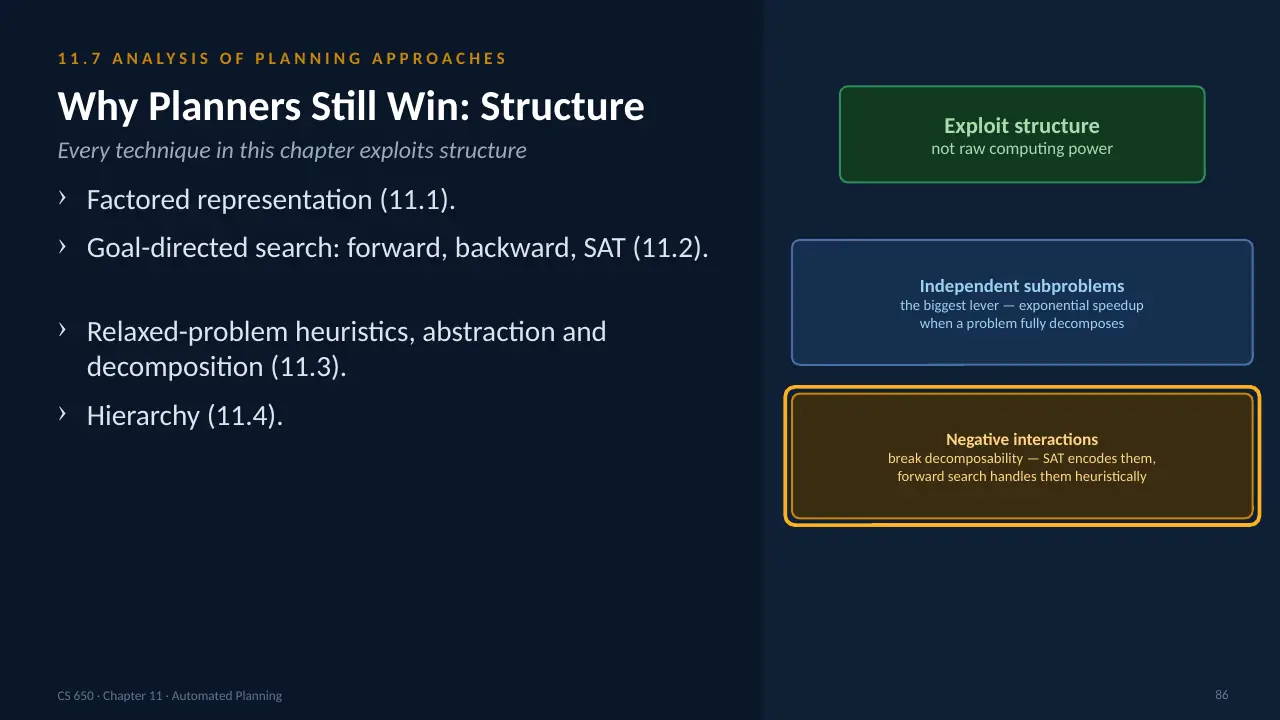 11.7 ANALYSIS OF PLANNING APPROACHES
Why Planners Still Win: Structure
Every technique in this chapter exploits structure
› Factored representation (11.1).
› Goal-directed search: forward, backward, SAT (11.2).
› Relaxed-problem heuristics, abstraction and
decomposition (11.3).
› Hierarchy (11.4).
Exploit structure
not raw computing power
Independent subproblems
the biggest lever — exponential speedup
when a problem fully decomposes
Negative interactions
break decomposability — SAT encodes them,
forward search handles them heuristically
CS 650 · Chapter 11 · Automated Planning
86